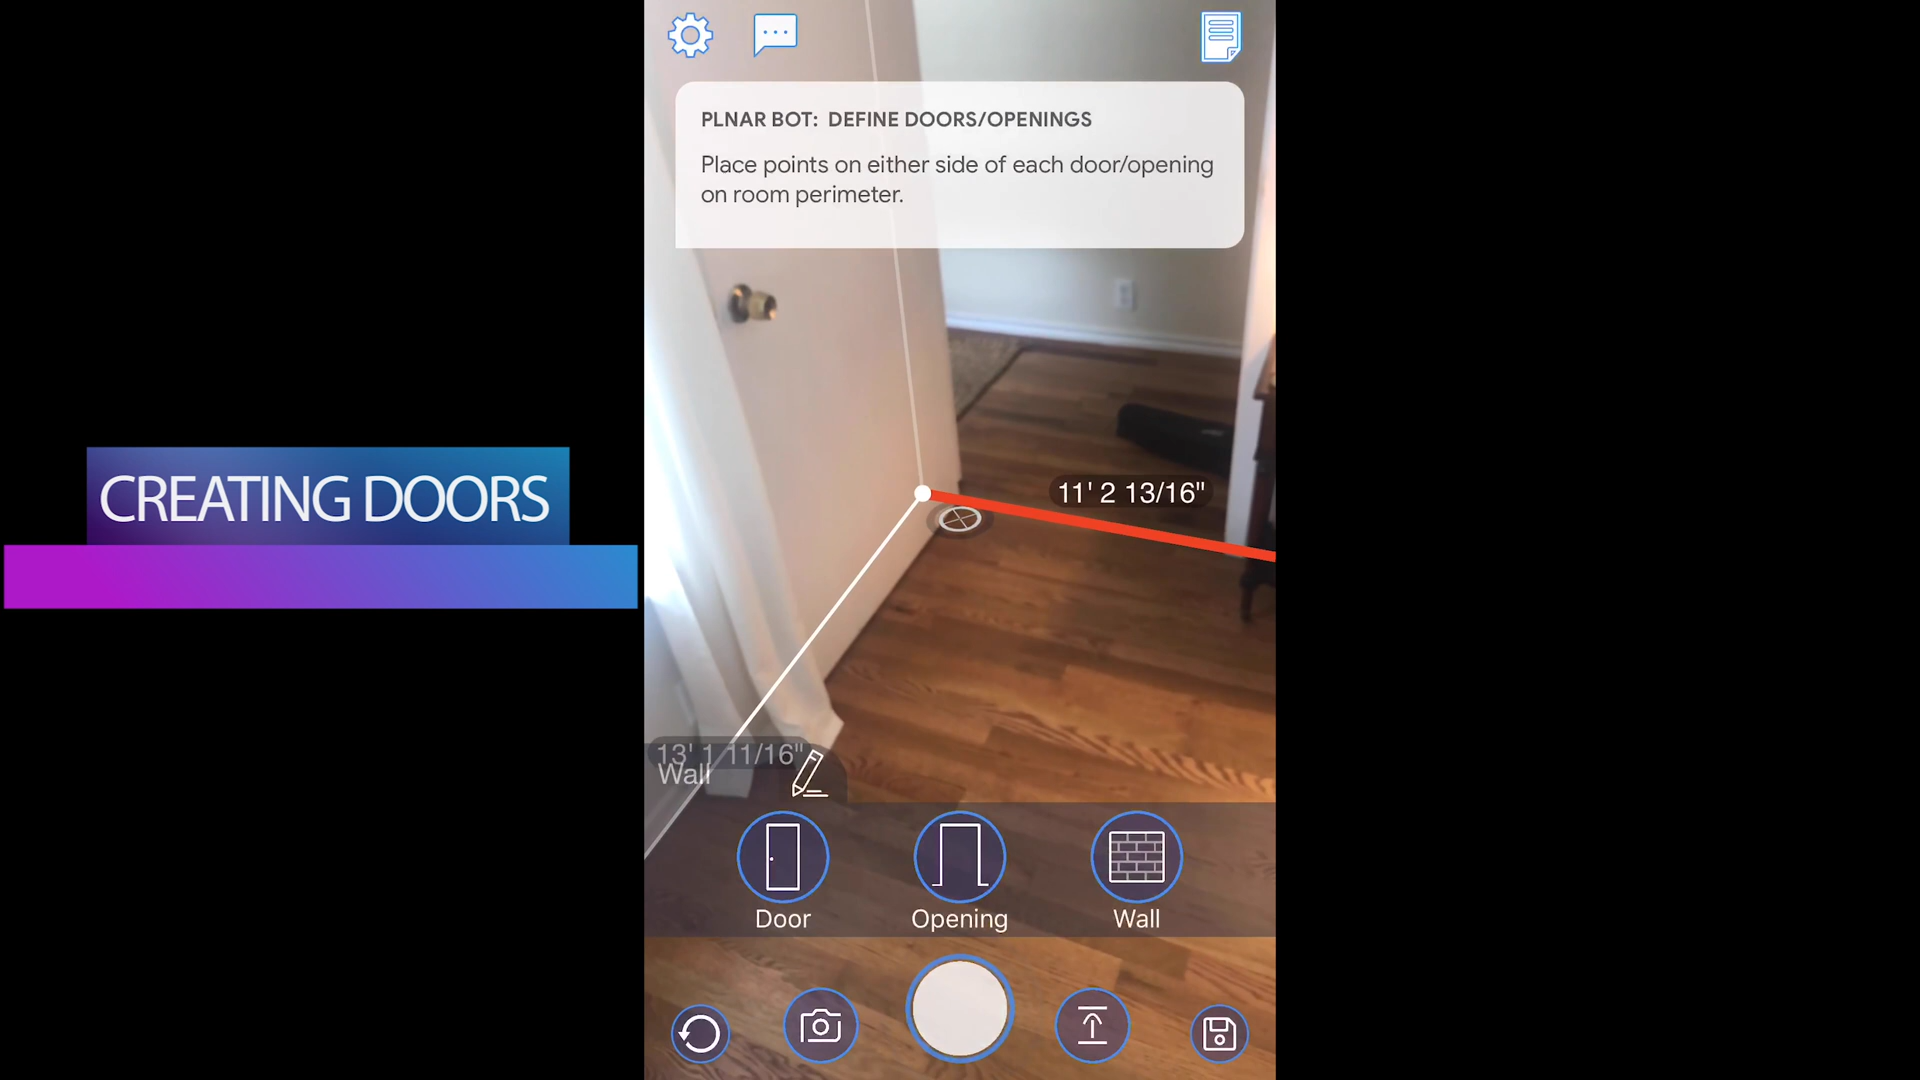 PLNAR BOT: DEFINE DOORS/OPENINGS
Place points on either side of each door/opening
on room perimeter.
CREATING DOORS
11' 2 13/16"
13' 1 11/16"
Wall
Door
Opening
Wall